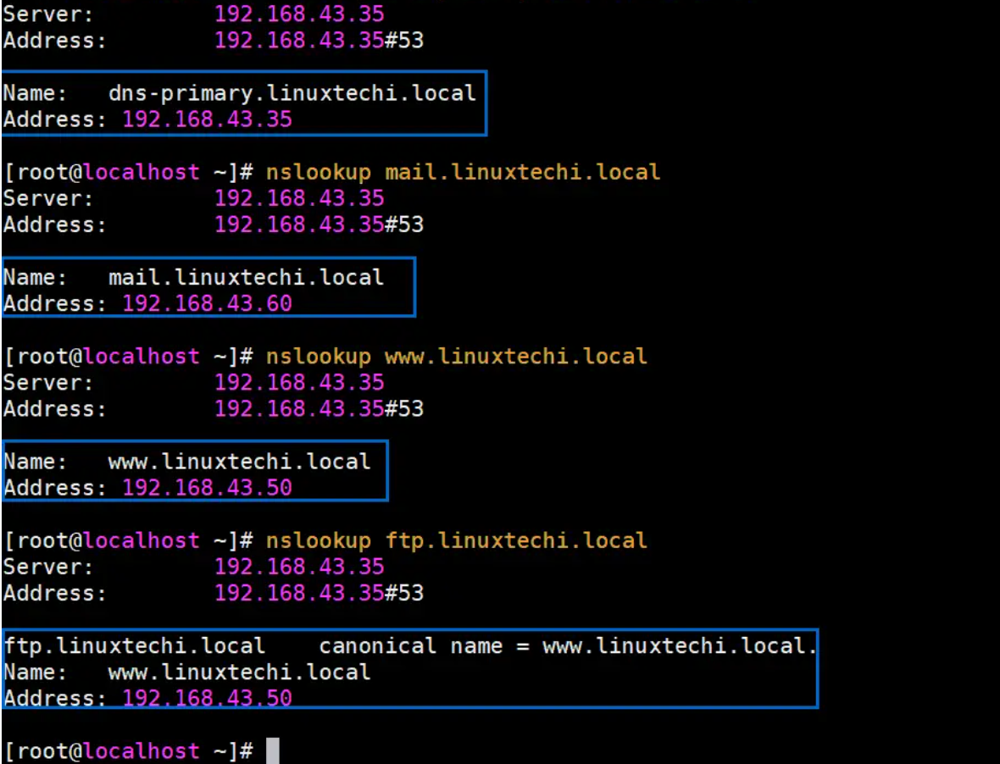 Server:         192.168.43.35
Address:        192.168.43.35#53
Name:   dns-primary.linuxtechi.local
Address: 192.168.43.35
[root@localhost ~]# nslookup mail.linuxtechi.local
Server:         192.168.43.35
Address:        192.168.43.35#53
Name:   mail.linuxtechi.local
Address: 192.168.43.60
[root@localhost ~]# nslookup www.linuxtechi.local
Server:         192.168.43.35
Address:        192.168.43.35#53
Name:   www.linuxtechi.local
Address: 192.168.43.50
[root@localhost ~]# nslookup ftp.linuxtechi.local
Server:         192.168.43.35
Address:        192.168.43.35#53
ftp.linuxtechi.local    canonical name = www.linuxtechi.local.
Name:   www.linuxtechi.local
Address: 192.168.43.50
[root@localhost ~]#